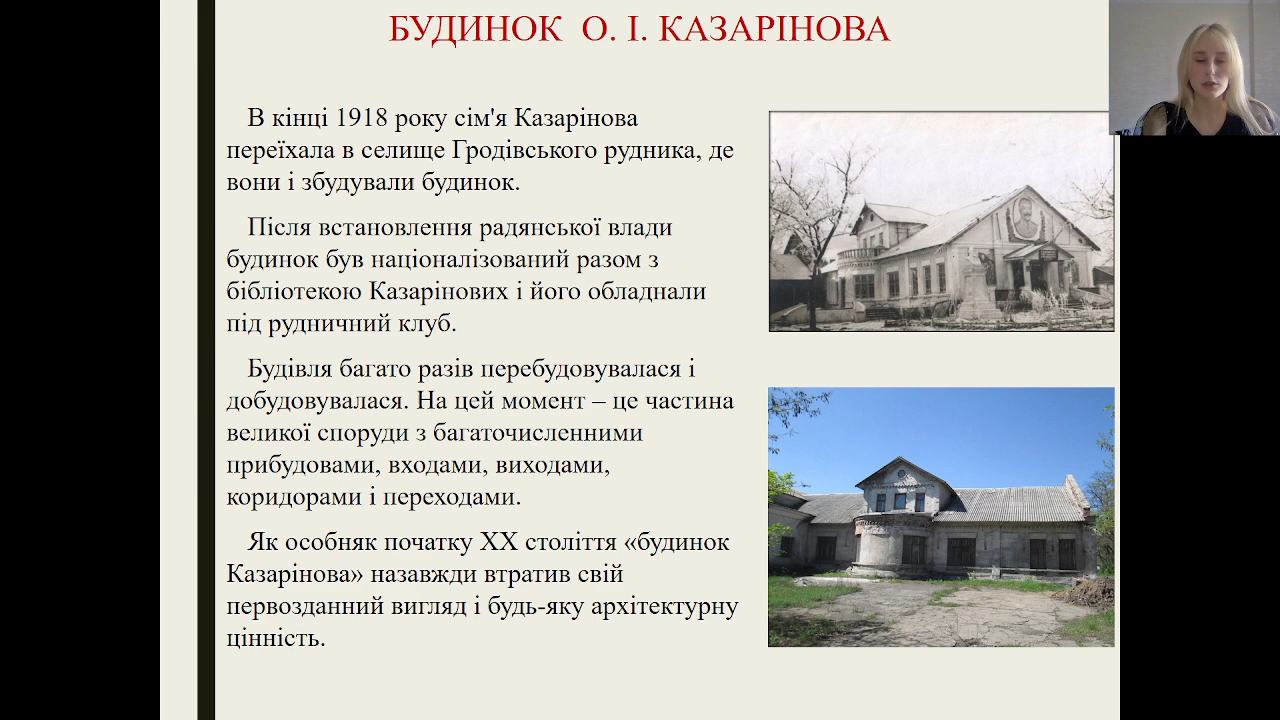 БУДИНОК О. І. КАЗАРІНОВА
В кінці 1918 року сім'я Казарінова
переїхала в селище Гродівського рудника, де
вони і збудували будинок.
Після встановлення радянської влади
будинок був націоналізований разом з
бібліотекою Казарінових і його обладнали
під рудничний клуб.
Будівля багато разів перебудовувалася і
добудовувалася. На цей момент – це частина
великої споруди з багаточисленними
прибудовами, входами, виходами,
коридорами і переходами.
Як особняк початку ХХ століття «будинок
Казарінова» назавжди втратив свій
первозданний вигляд і будь-яку архітектурну
цінність.